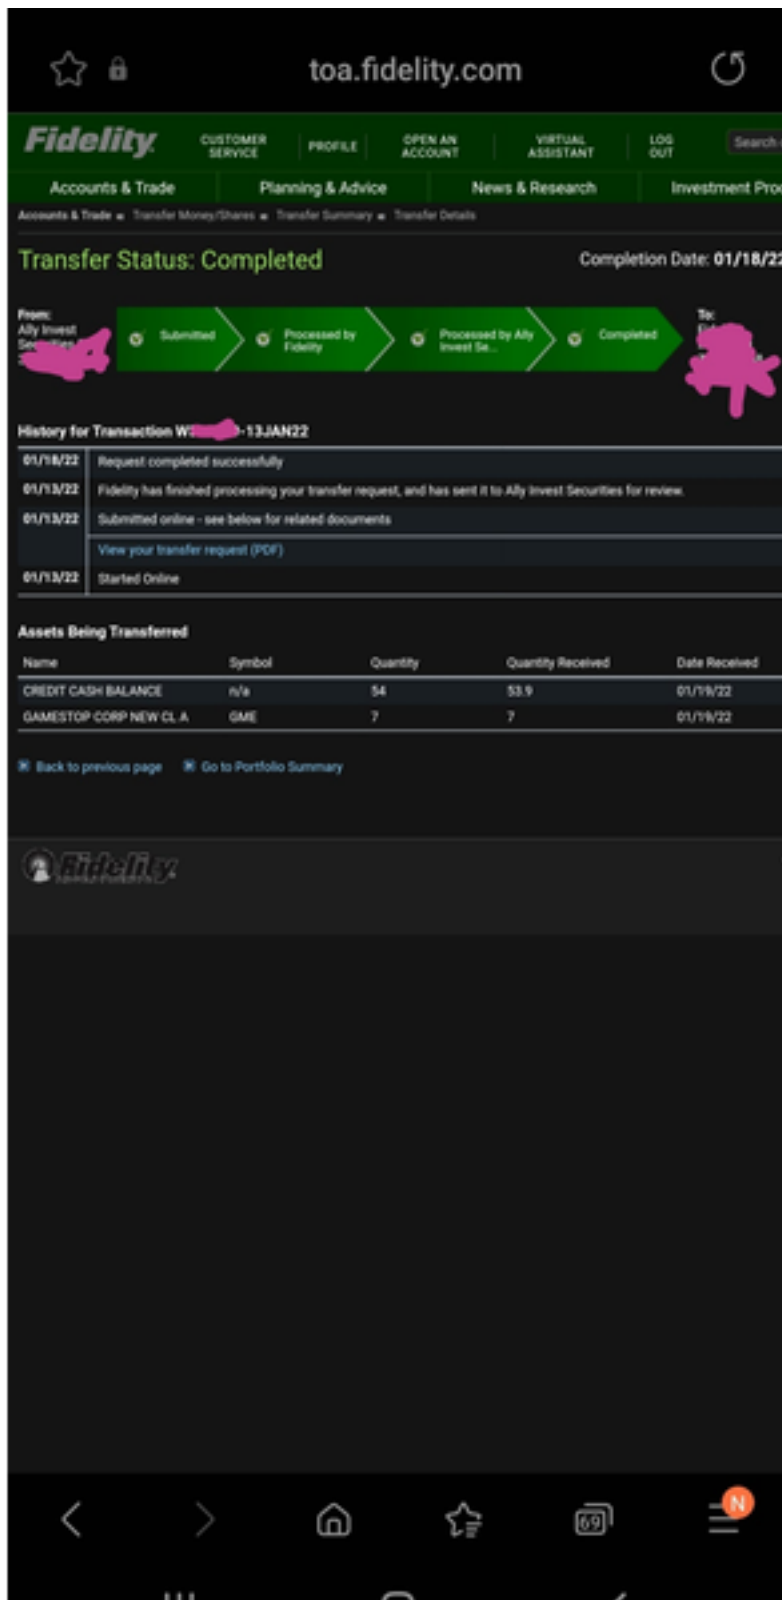 toa.fidelity.com
Fidelity
CUSTOMER SERVICE
PROFILE
OPEN AN ACCOUNT
VIRTUAL ASSISTANT
LOG OUT
Search
Accounts & Trade
Planning & Advice
News & Research
Investment Prod
Accounts & Trade Transfer Money/Shares Transfer Summary Transfer Details
Transfer Status: Completed
Completion Date: 01/18/22
From:
Ally Invest
Securities
Submitted
Processed by
Fidelity
Processed by Ally
Invest Se...
Completed
To:
History for Transaction W -13JAN22
01/18/22 Request completed successfully
01/13/22 Fidelity has finished processing your transfer request, and has sent it to Ally Invest Securities for review.
01/13/22 Submitted online - see below for related documents
View your transfer request (PDF)
01/13/22 Started Online
Assets Being Transferred
Name Symbol Quantity Quantity Received Date Received
CREDIT CASH BALANCE n/a 54 53.9 01/19/22
GAMESTOP CORP NEW CL A GME 7 7 01/19/22
Back to previous page Go to Portfolio Summary
Fidelity
69
N